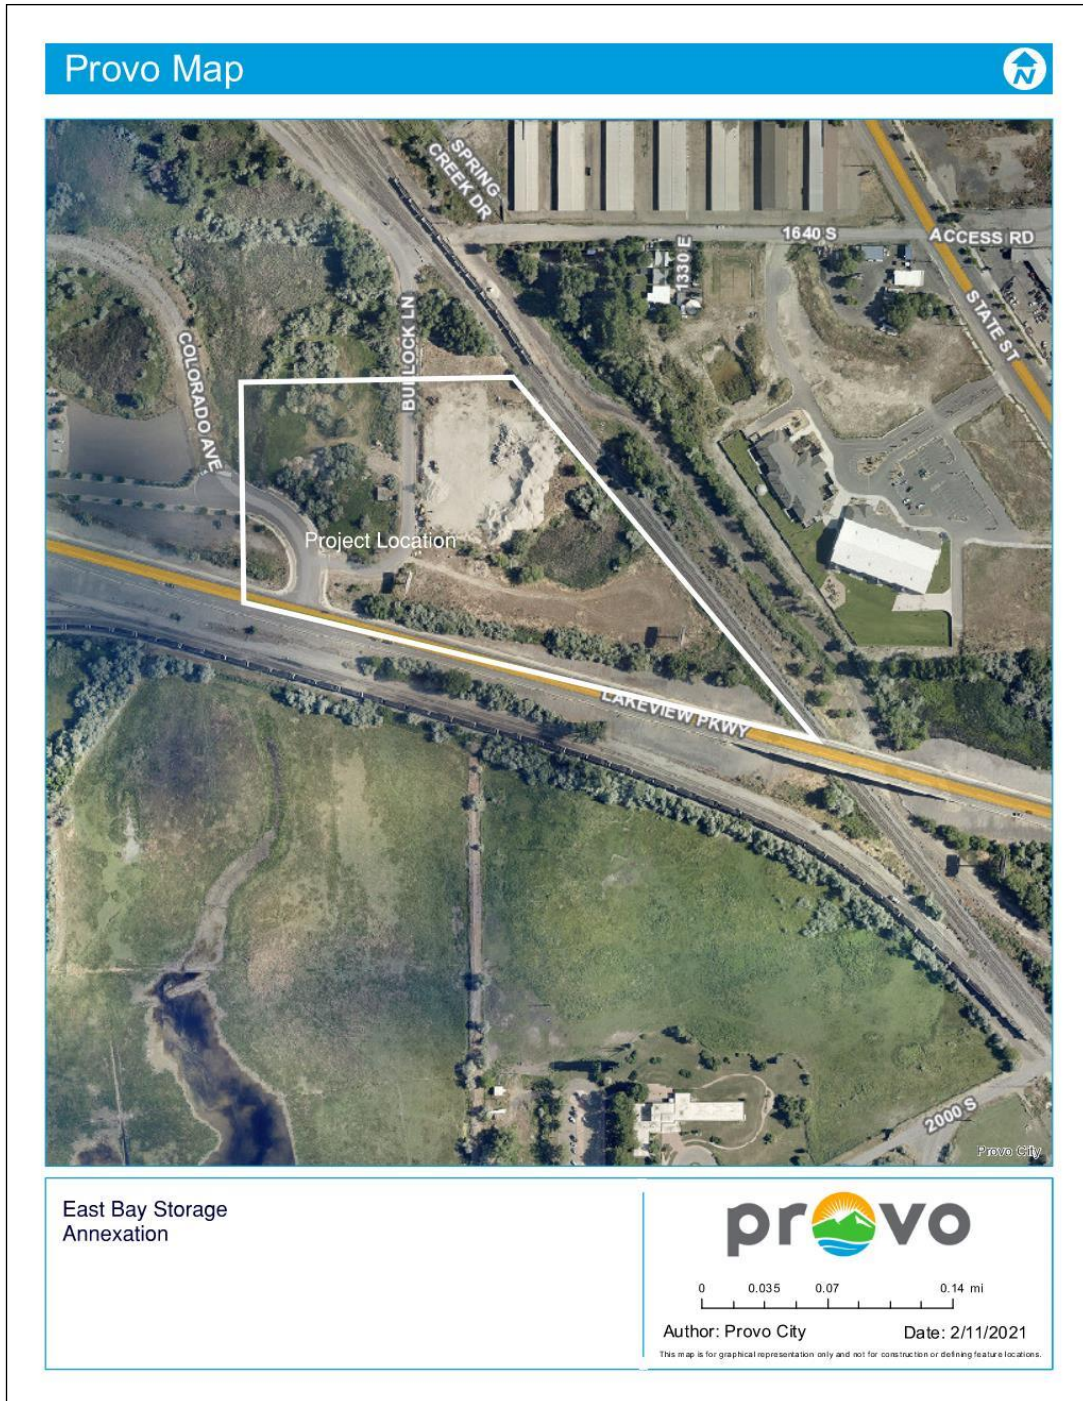 Provo Map
N
SPRING
CREEK DR
1640 S
ACCESS RD
1330 E
STATE ST
BULLOCK LN
COLORADO AVE
Project Location
LAKEVIEW PKWY
2000 S
Provo City
East Bay Storage
Annexation
provo
0 0.035 0.07 0.14 mi
Author: Provo City Date: 2/11/2021
This map is for graphical representation only and not for construction or defining feature locations.